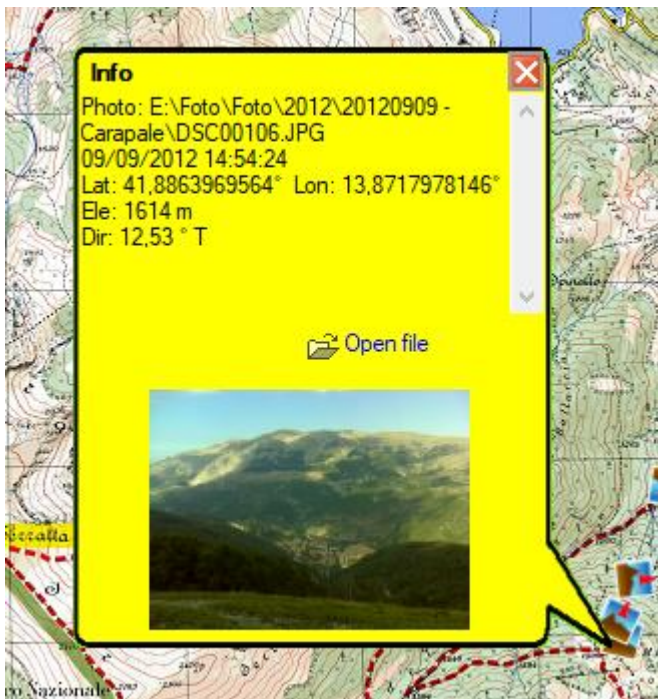 Info
Photo: E:\Foto\Foto\2012\20120909 -
Carapale\DSC00106.JPG
09/09/2012 14:54:24
Lat: 41,8863969564° Lon: 13,8717978146°
Ele: 1614 m
Dir: 12,53 ° T
Open file